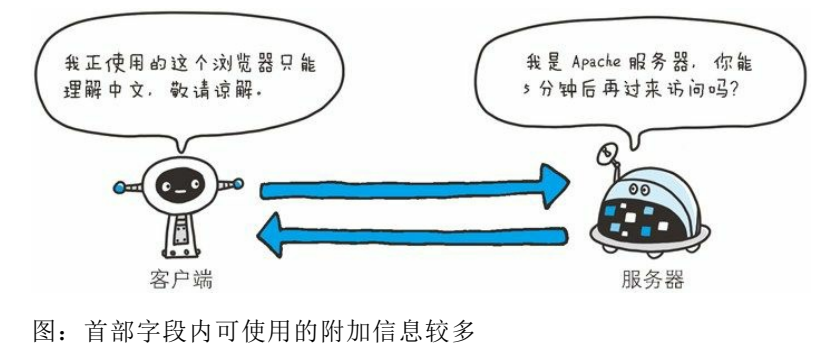 我正使用的这个浏览器只能
理解中文，敬请谅解。
我是 Apache 服务器，你能
5 分钟后再过来访问吗？
客户端
服务器
图：首部字段内可使用的附加信息较多